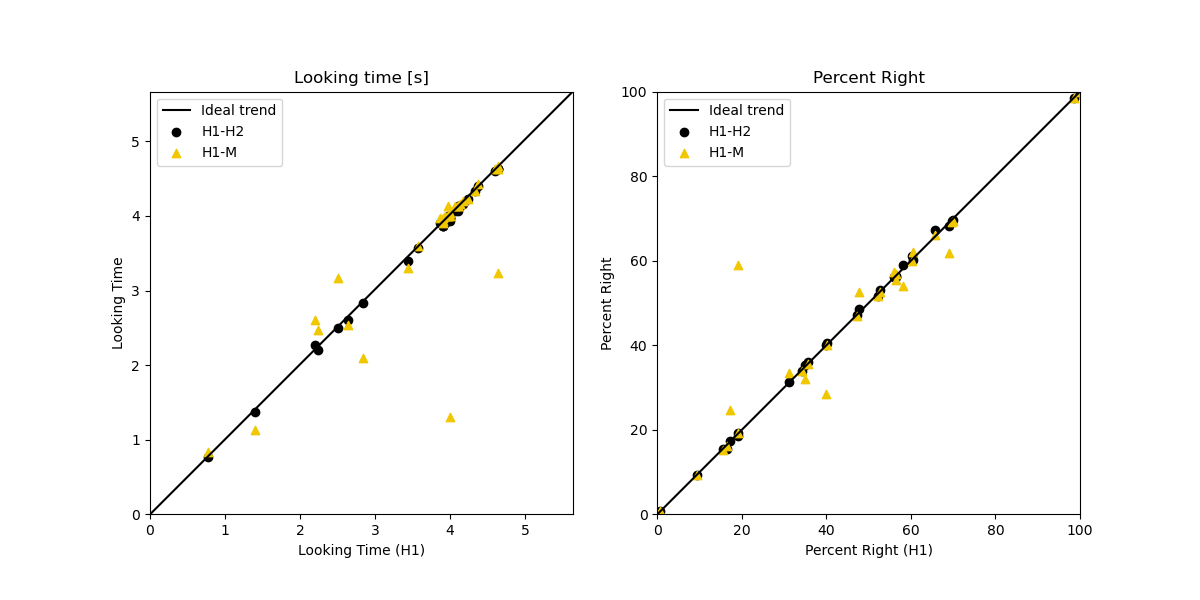 Looking time [s]
Ideal trend
H1-H2
H1-M
Looking Time
5
4
3
2
1
0
0 1 2 3 4 5
Looking Time (H1)
Percent Right
Ideal trend
H1-H2
H1-M
Percent Right
100
80
60
40
20
0
0 20 40 60 80 100
Percent Right (H1)